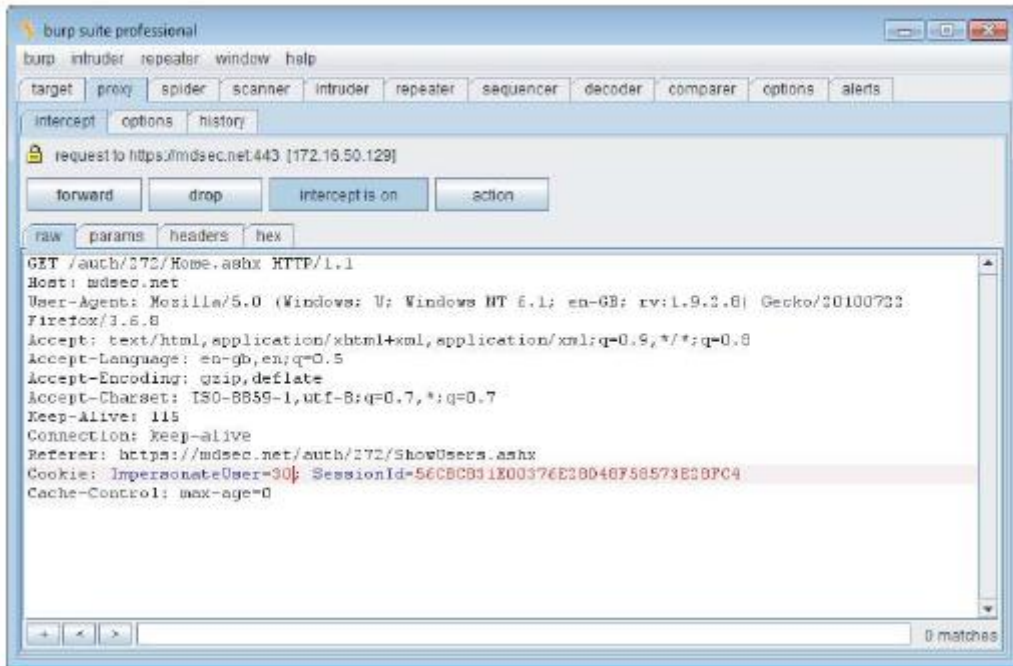 burp suite professional
burp intruder repeater window help
target proxy spider scanner intruder repeater sequencer decoder comparer options alerts
intercept options history
request to https://mdsec.net:443 [172.16.50.129]
forward drop intercept is on action
raw params headers hex
GET /auth/272/Home.ashx HTTP/1.1
Host: mdsec.net
User-Agent: Mozilla/5.0 (Windows; U; Windows NT 6.1; en-GB; rv:1.9.2.8) Gecko/20100722
Firefox/3.6.8
Accept: text/html,application/xhtml+xml,application/xml;q=0.9,*/*;q=0.8
Accept-Language: en-gb,en;q=0.5
Accept-Encoding: gzip,deflate
Accept-Charset: ISO-8859-1,utf-8;q=0.7,*;q=0.7
Keep-Alive: 115
Connection: keep-alive
Referer: https://mdsec.net/auth/272/ShowUsers.ashx
Cookie: ImpersonateUser=30; 
Cache-Control: max-age=0
+ < > 0 matches